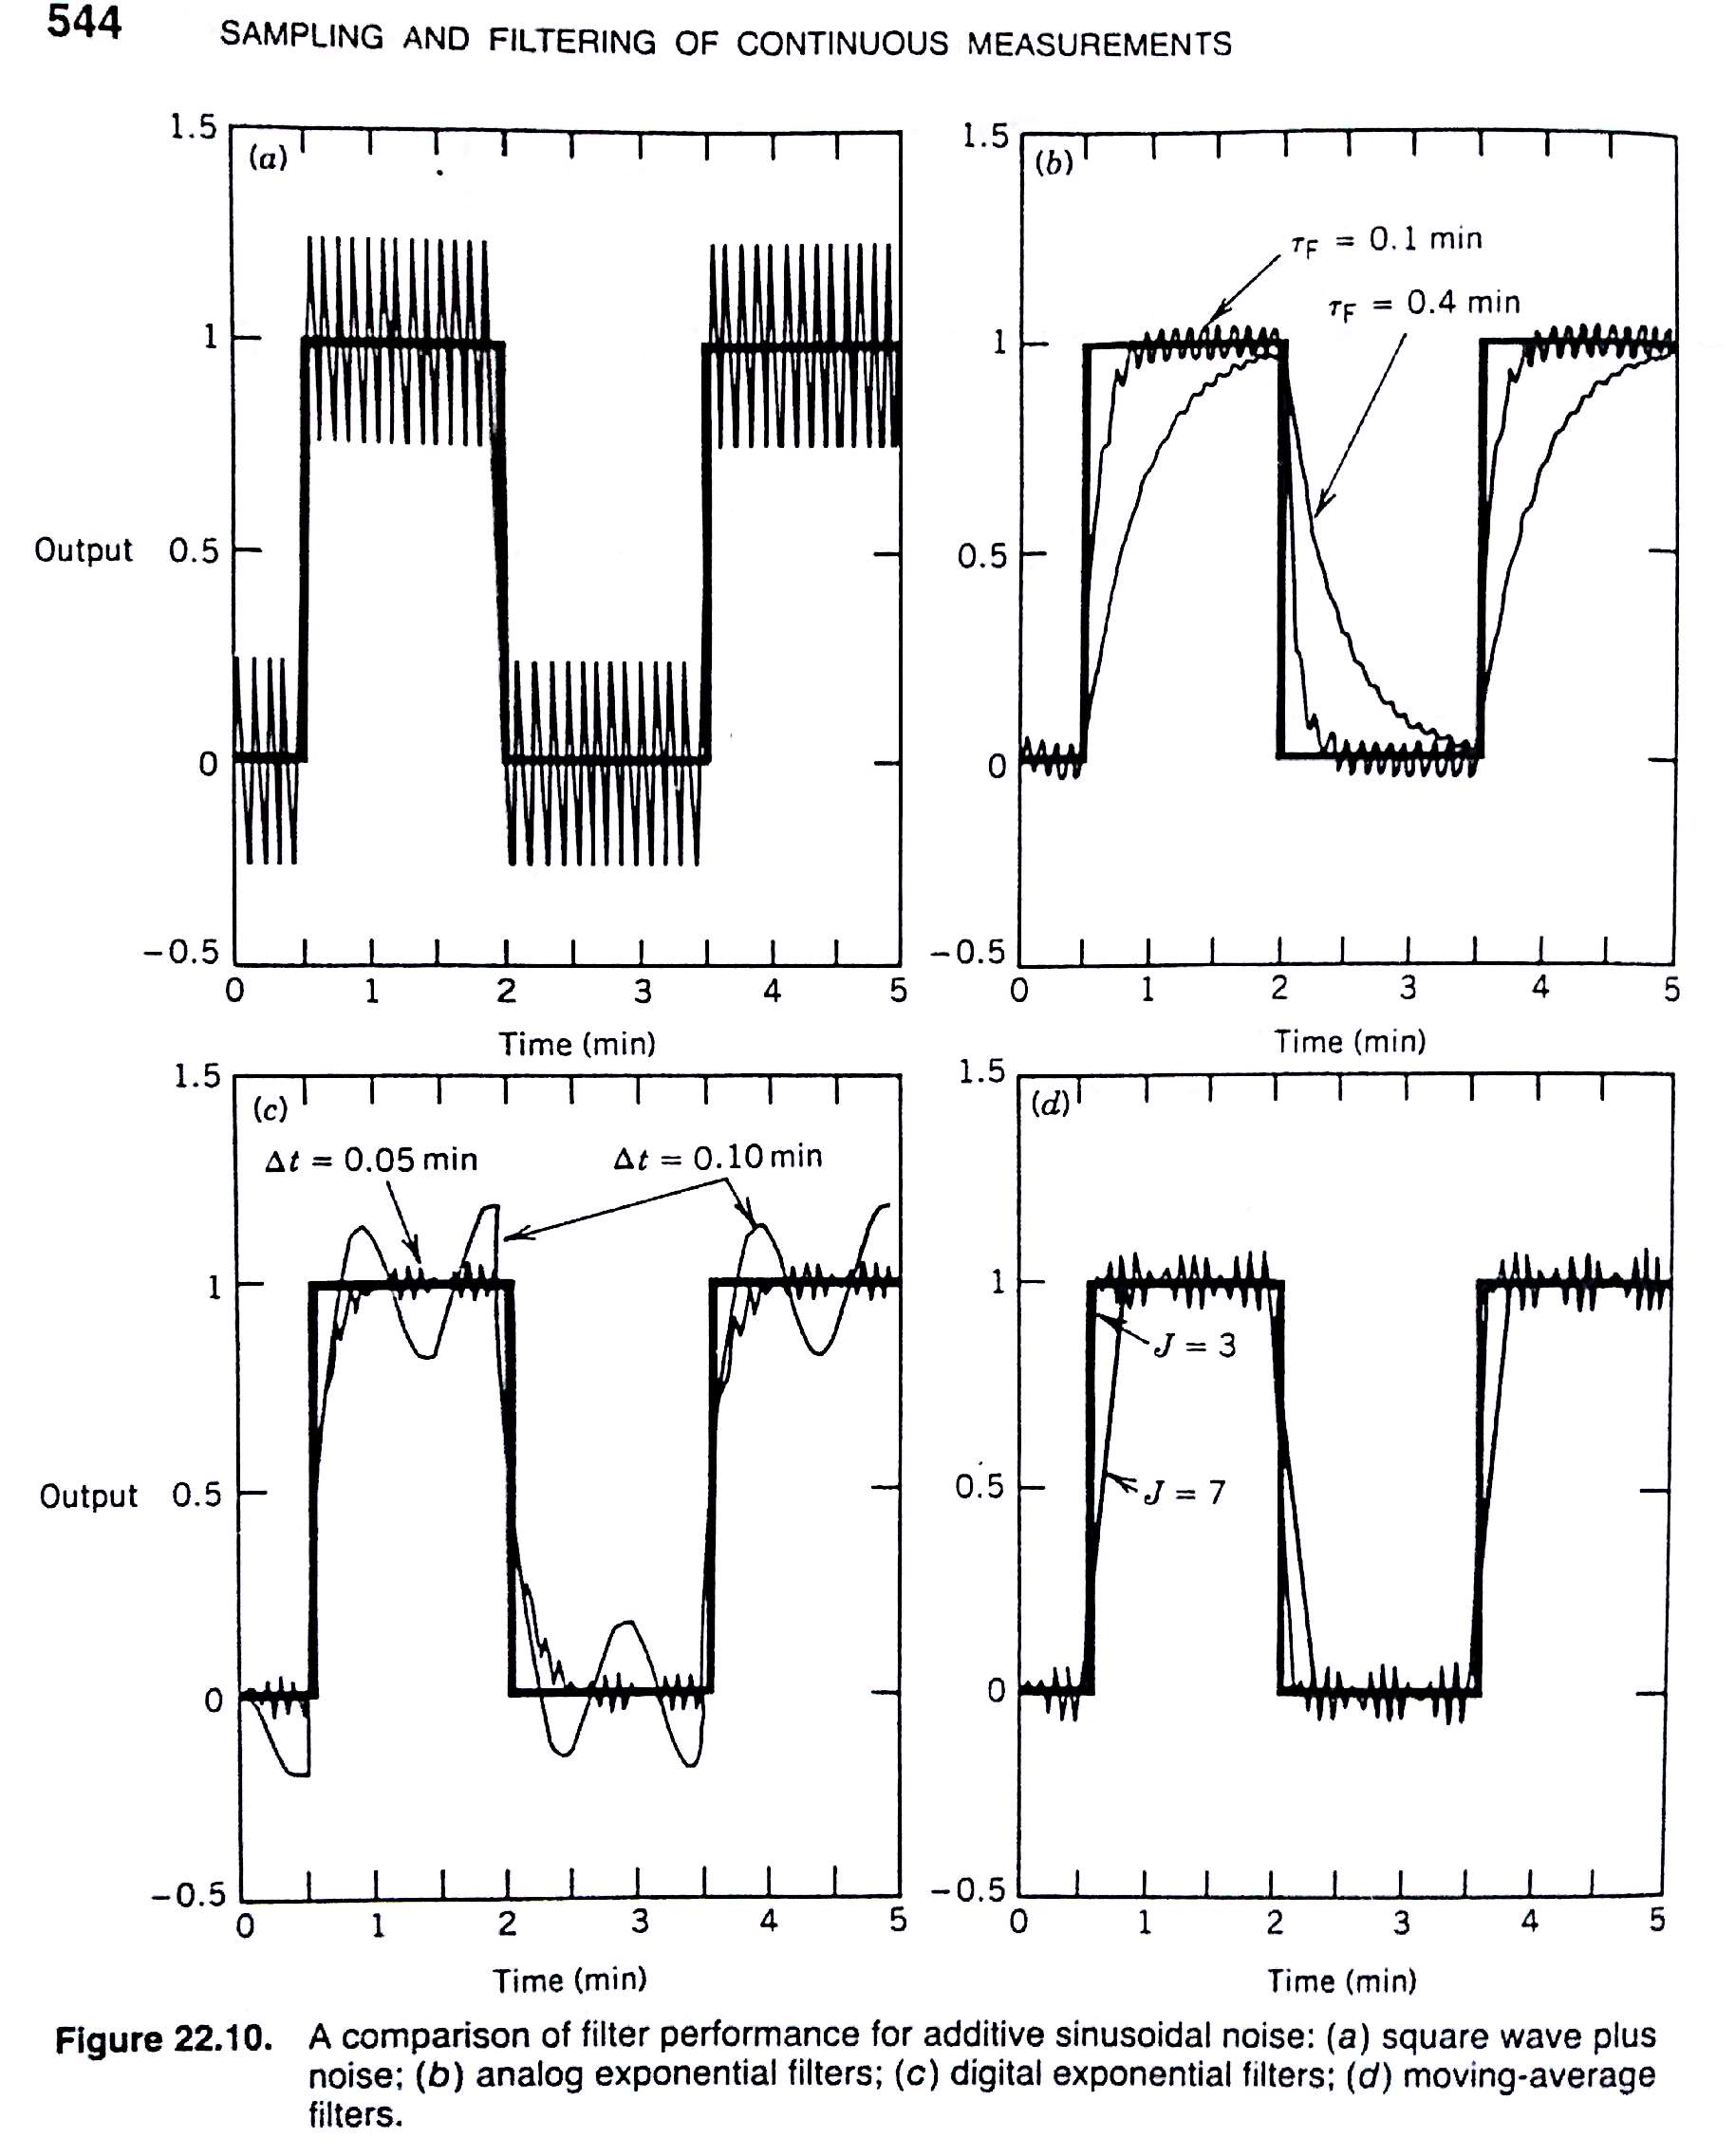 544
SAMPLING AND FILTERING OF CONTINUOUS MEASUREMENTS
1.5
(a)
1
Output 0.5
0
−0.5
0 1 2 3 4 5
Time (min)
1.5
(b)
τF = 0.1 min
τF = 0.4 min
1
0.5
0
−0.5
0 1 2 3 4 5
Time (min)
1.5
(c)
Δt = 0.05 min
Δt = 0.10 min
1
Output 0.5
0
−0.5
0 1 2 3 4 5
Time (min)
1.5
(d)
1
J = 3
0.5
J = 7
0
−0.5
0 1 2 3 4 5
Time (min)
Figure 22.10. A comparison of filter performance for additive sinusoidal noise: (a) square wave plus
noise; (b) analog exponential filters; (c) digital exponential filters; (d) moving-average
filters.